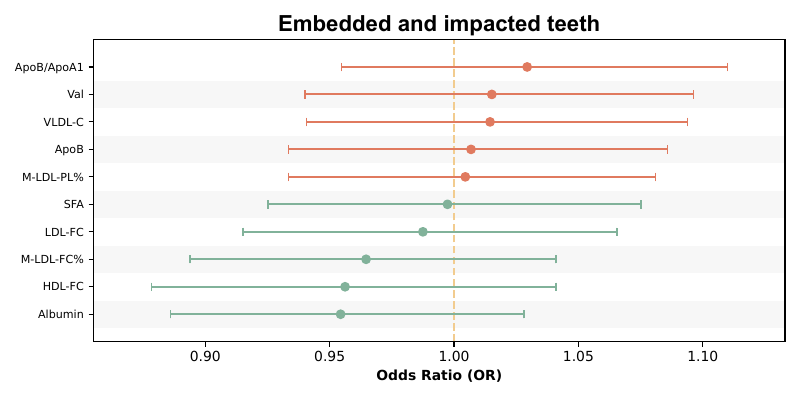 Embedded and impacted teeth
ApoB/ApoA1
Val
VLDL-C
ApoB
M-LDL-PL%
SFA
LDL-FC
M-LDL-FC%
HDL-FC
Albumin
0.90 0.95 1.00 1.05 1.10
Odds Ratio (OR)